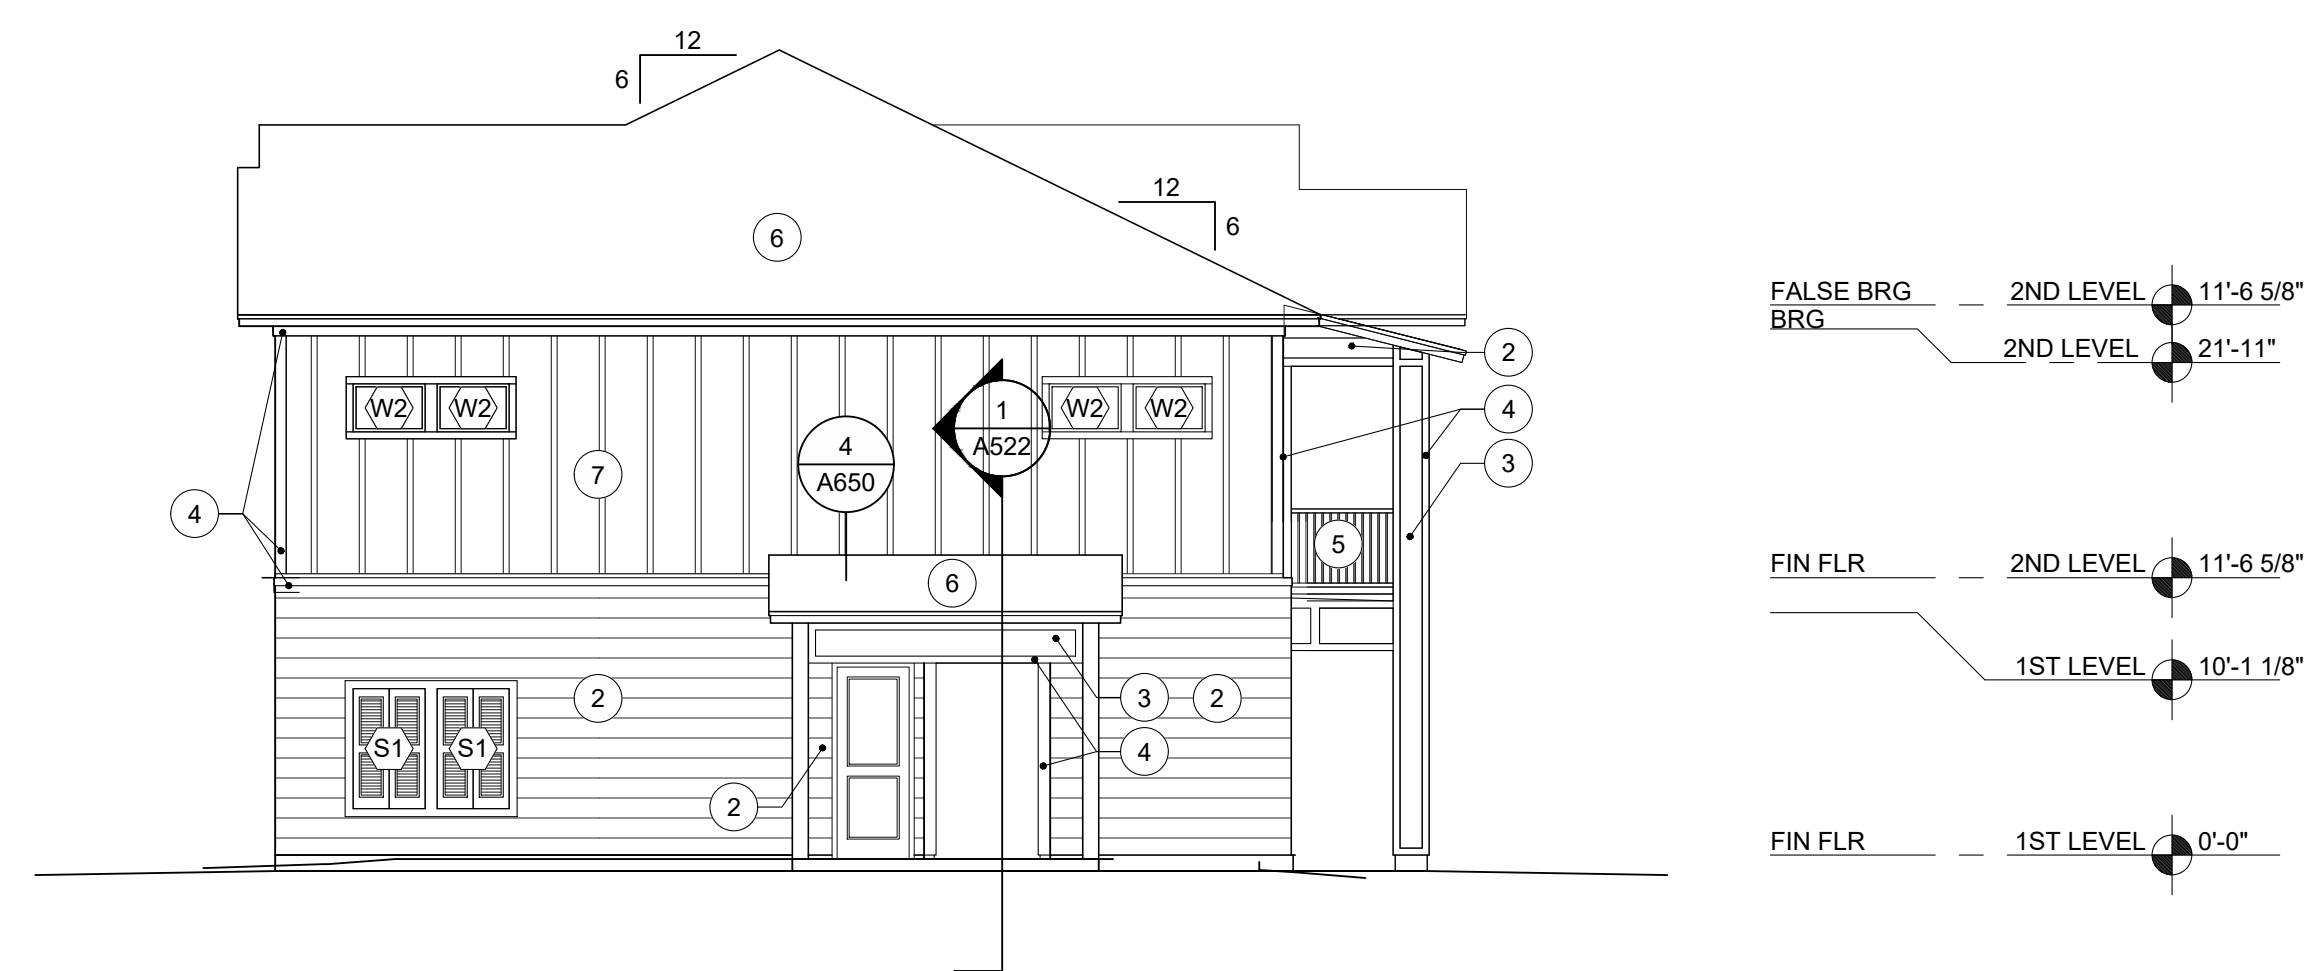 12
6
12
6
6
FALSE BRG 2ND LEVEL 11'-6 5/8"
BRG
2ND LEVEL 21'-11"
2
W2 W2 W2 W2
1
A522
4
4
A650
3
7
4
5
FIN FLR 2ND LEVEL 11'-6 5/8"
6
1ST LEVEL 10'-1 1/8"
2
3 2
S1 S1
4
2
FIN FLR 1ST LEVEL 0'-0"